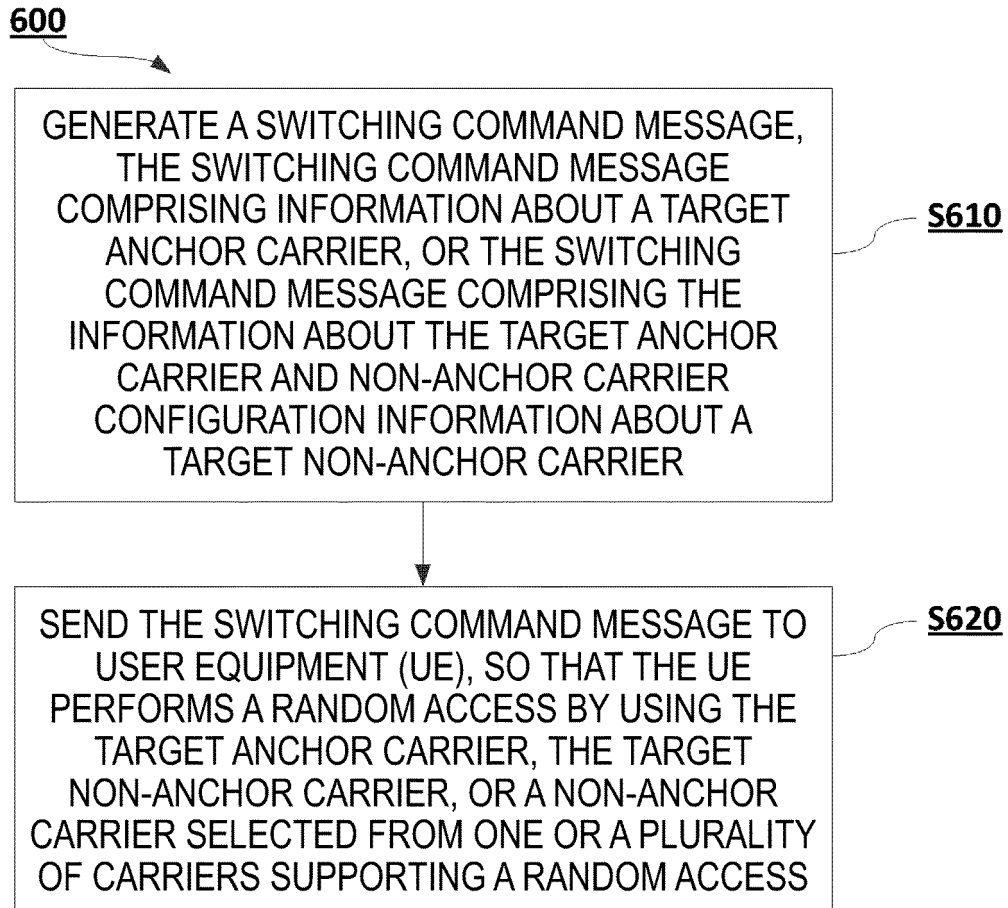 600
GENERATE A SWITCHING COMMAND MESSAGE,
THE SWITCHING COMMAND MESSAGE
COMPRISING INFORMATION ABOUT A TARGET
ANCHOR CARRIER, OR THE SWITCHING
COMMAND MESSAGE COMPRISING THE
INFORMATION ABOUT THE TARGET ANCHOR
CARRIER AND NON-ANCHOR CARRIER
CONFIGURATION INFORMATION ABOUT A
TARGET NON-ANCHOR CARRIER
S610
SEND THE SWITCHING COMMAND MESSAGE TO
USER EQUIPMENT (UE), SO THAT THE UE
PERFORMS A RANDOM ACCESS BY USING THE
TARGET ANCHOR CARRIER, THE TARGET
NON-ANCHOR CARRIER, OR A NON-ANCHOR
CARRIER SELECTED FROM ONE OR A PLURALITY
OF CARRIERS SUPPORTING A RANDOM ACCESS
S620